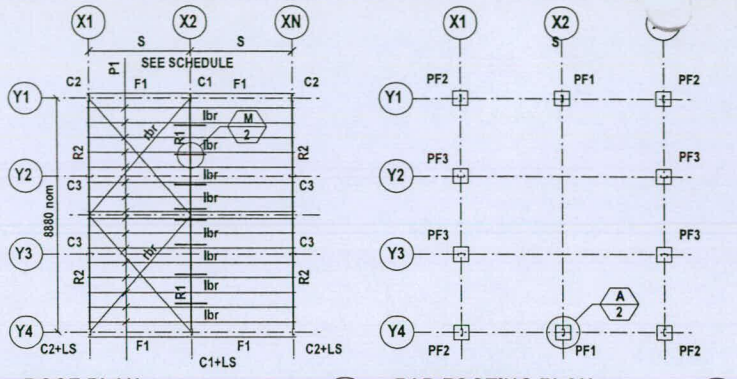 X1 X2 XN
S S
SEE SCHEDULE
P1
C2 F1 C1 F1 C2
Y1
lbr
M
2
rbr R1 lbr
R2 R2
Y2 lbr
C3 lbr C3
8880 nom
lbr
C3 rbr lbr C3
Y3
lbr
R2 R1 lbr R2
lbr
Y4
C2+LS F1 F1 C2+LS
C1+LS
X1 X2
S
PF2 PF1 PF2
Y1
PF3 PF3
Y2
PF3 PF3
Y3
A
2
Y4
PF2 PF1 PF2